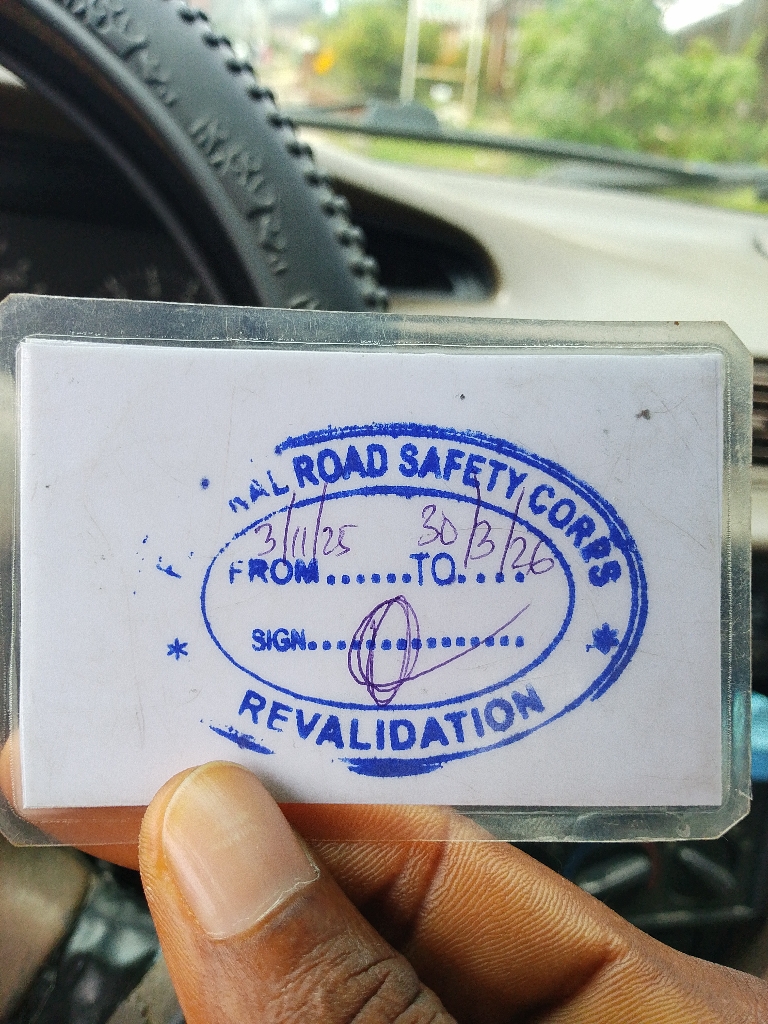 RAL ROAD SAFETY CORPS
3/11/25 30/3/26
FROM......TO....
SIGN................
REVALIDATION